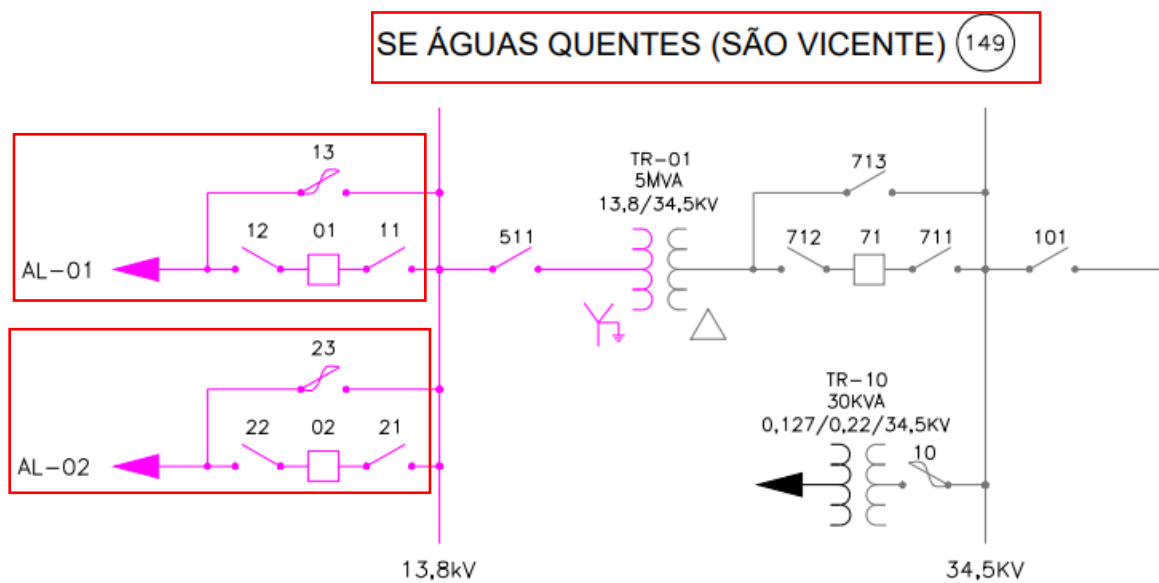 SE ÁGUAS QUENTES (SÃO VICENTE) 149
13
12 01 11
AL-01
511
TR-01
5MVA
13,8/34,5KV
713
712 71 711
101
23
22 02 21
AL-02
TR-10
30KVA
0,127/0,22/34,5KV
10
13,8kV
34,5KV